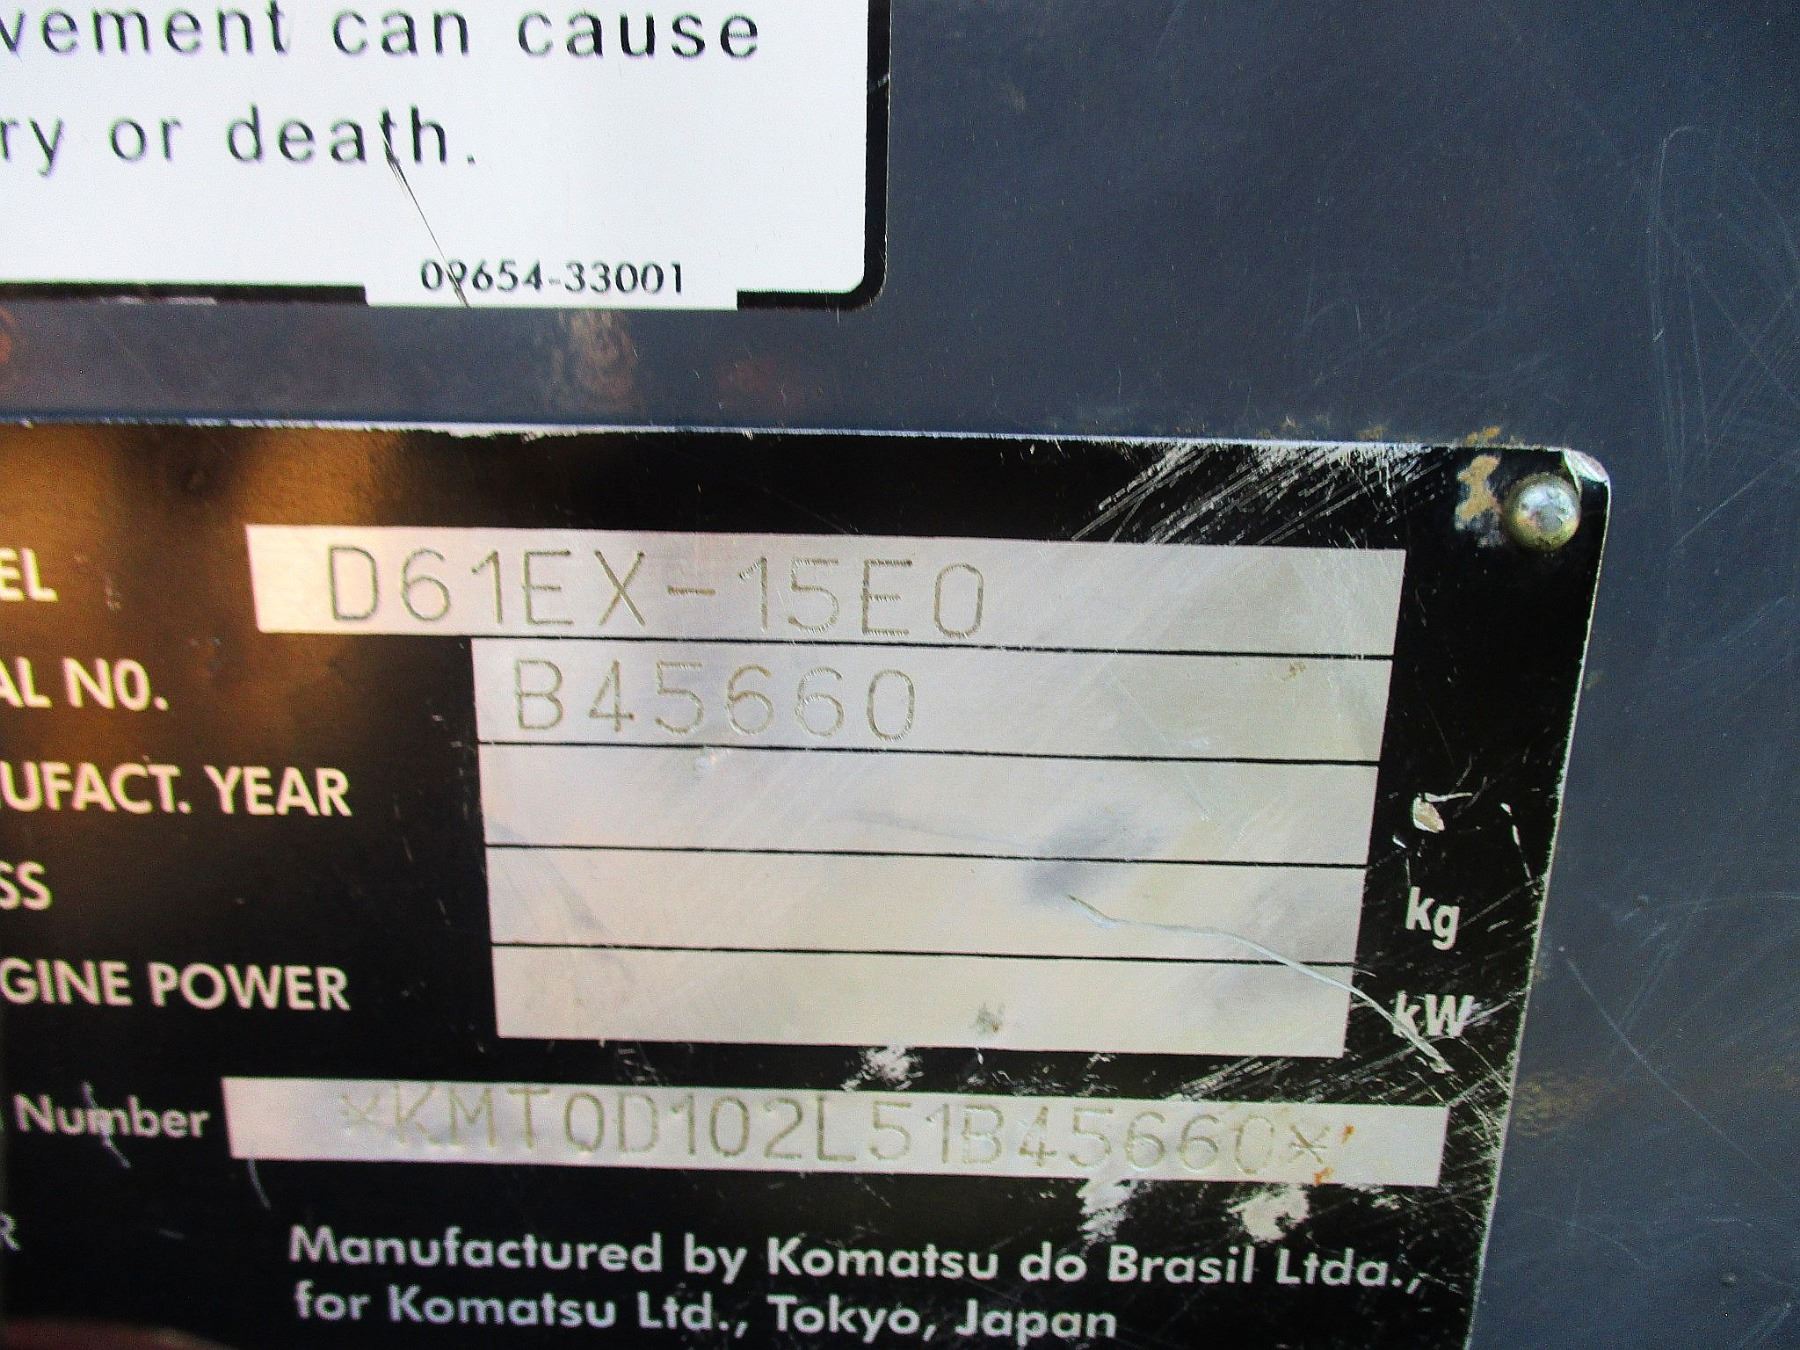 vement can cause
ry or death.
09654-33001
EL D61EX-15E0
AL NO. B45660
UFACT. YEAR
SS kg
GINE POWER kW
Number *KMT0D102L51B45660*
R
Manufactured by Komatsu do Brasil Ltda.,
for Komatsu Ltd., Tokyo, Japan